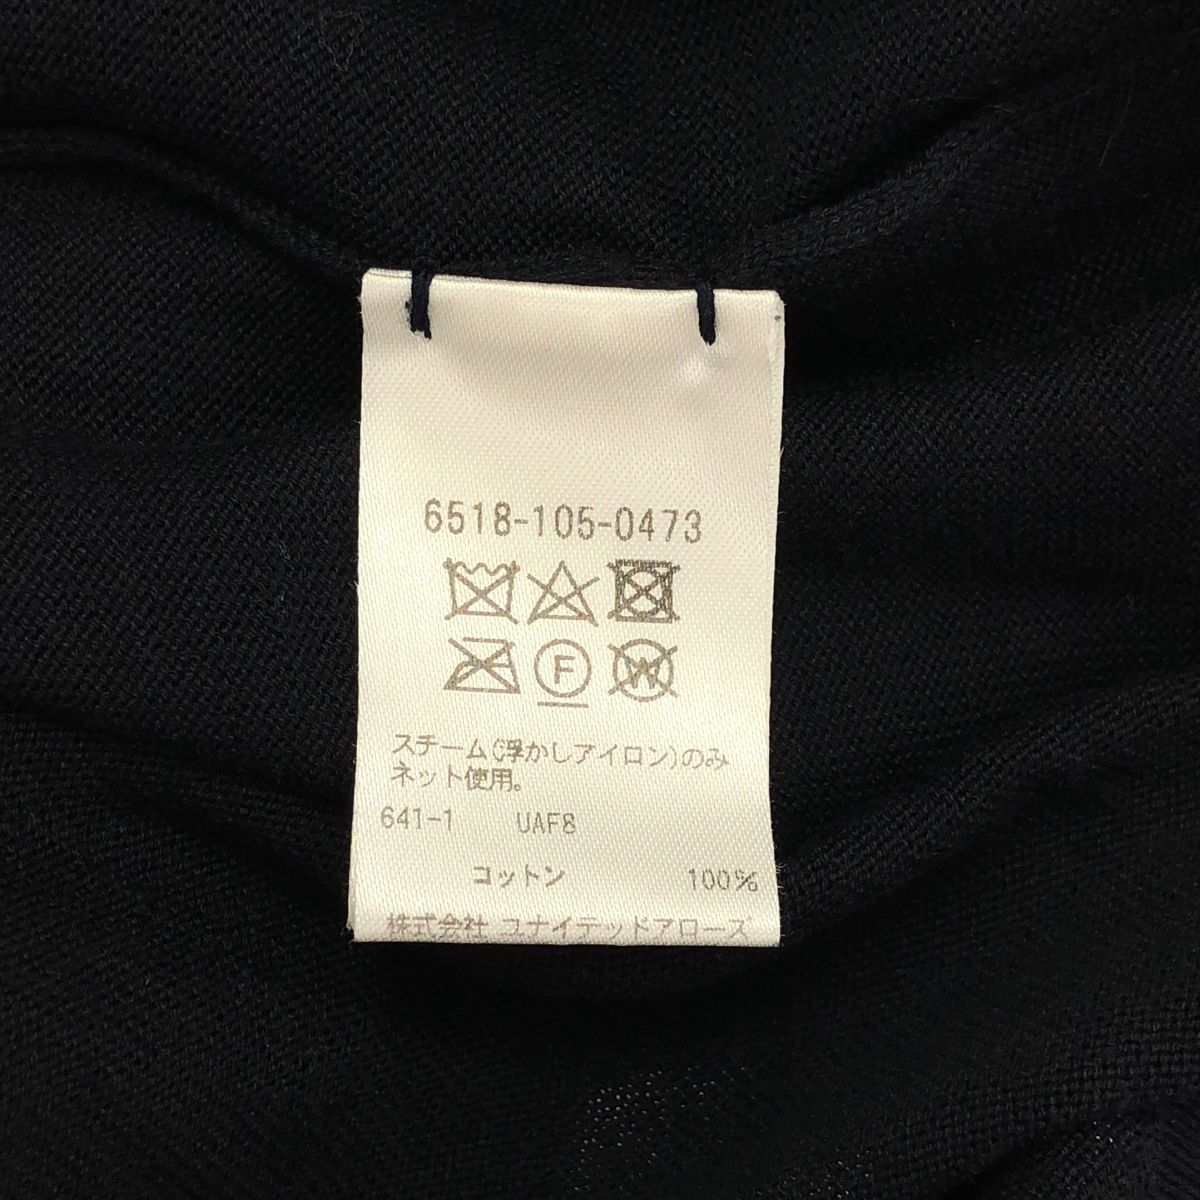 6518-105-0473
F W
スチーム(浮かしアイロン)のみ
ネット使用。
641-1 UAF8
コットン 100%
株式会社 ユナイテッドアローズ